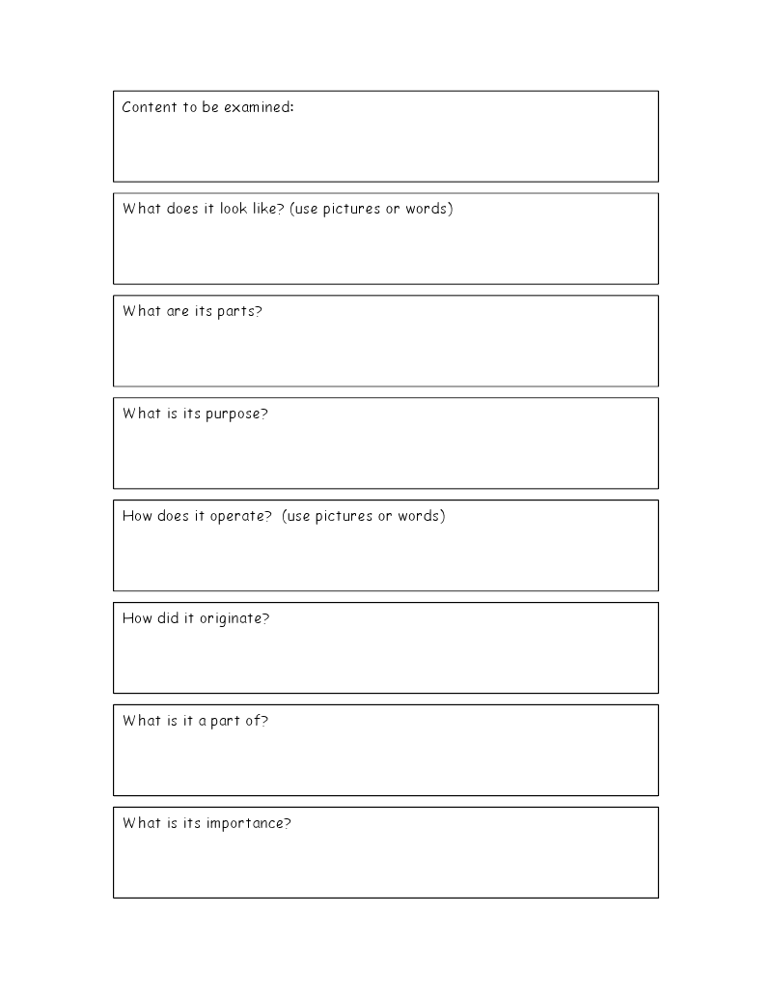 Content to be examined:
What does it look like? (use pictures or words)
What are its parts?
What is its purpose?
How does it operate?  (use pictures or words)
How did it originate?
What is it a part of?
What is its importance?